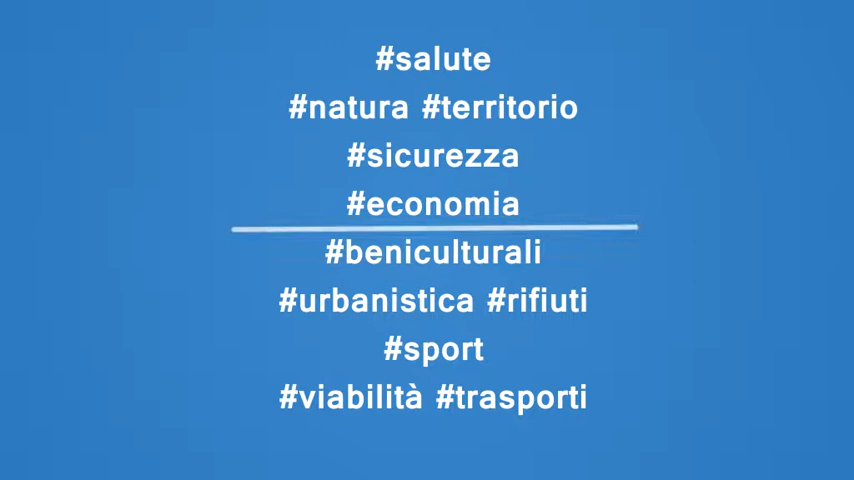 #salute
#natura #territorio
#sicurezza
#economia
#beniculturali
#urbanistica #rifiuti
#sport
#viabilità #trasporti